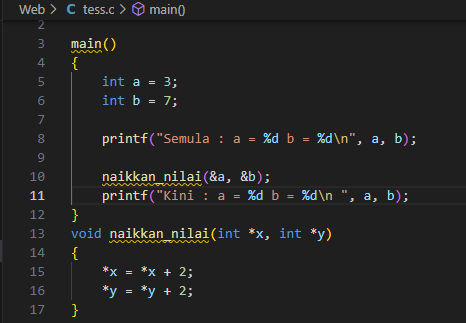 Web > C tess.c > main()
2
3 main()
4 {
5 int a = 3;
6 int b = 7;
7
8 printf("Semula : a = %d b = %d\n", a, b);
9
10 naikkan_nilai(&a, &b);
11 printf("Kini : a = %d b = %d\n ", a, b);
12 }
13 void naikkan_nilai(int *x, int *y)
14 {
15 *x = *x + 2;
16 *y = *y + 2;
17 }